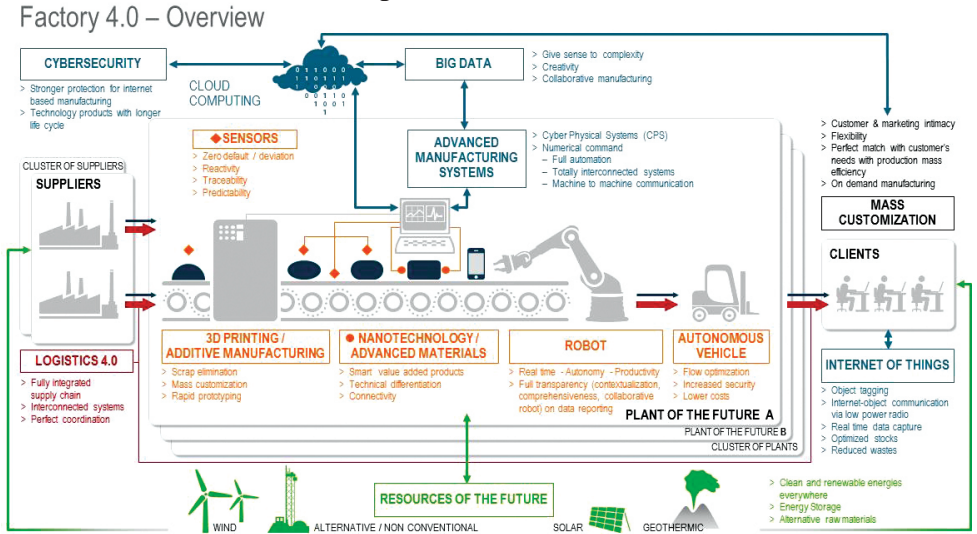 Factory 4.0 – Overview
CYBERSECURITY
> Stronger protection for internet
based manufacturing
> Technology products with longer
life cycle
CLOUD
COMPUTING
011000
0101
1001
1001
BIG DATA
> Give sense to complexity
> Creativity
> Collaborative manufacturing
SENSORS
> Zero default / deviation
> Reactivity
> Traceability
> Predictability
ADVANCED
MANUFACTURING
SYSTEMS
> Cyber Physical Systems (CPS)
> Numerical command
– Full automation
– Totally interconnected systems
– Machine to machine communication
> Customer & marketing intimacy
> Flexibility
> Perfect match with customer's
needs with production mass
efficiency
> On demand manufacturing
MASS
CUSTOMIZATION
CLUSTER OF SUPPLIERS
SUPPLIERS
CLIENTS
LOGISTICS 4.0
> Fully integrated
supply chain
> Interconnected systems
> Perfect coordination
3D PRINTING /
ADDITIVE MANUFACTURING
> Scrap elimination
> Mass customization
> Rapid prototyping
NANOTECHNOLOGY /
ADVANCED MATERIALS
> Smart value added products
> Technical differentiation
> Connectivity
ROBOT
> Real time - Autonomy - Productivity
> Full transparency (contextualization,
comprehensiveness, collaborative
robot) on data reporting
AUTONOMOUS
VEHICLE
> Flow optimization
> Increased security
> Lower costs
PLANT OF THE FUTURE A
PLANT OF THE FUTURE B
CLUSTER OF PLANTS
INTERNET OF THINGS
> Object tagging
> Internet-object communication
via low power radio
> Real time data capture
> Optimized stocks
> Reduced wastes
RESOURCES OF THE FUTURE
WIND
ALTERNATIVE / NON CONVENTIONAL
SOLAR
GEOTHERMIC
> Clean and renewable energies
everywhere
> Energy Storage
> Alternative raw materials